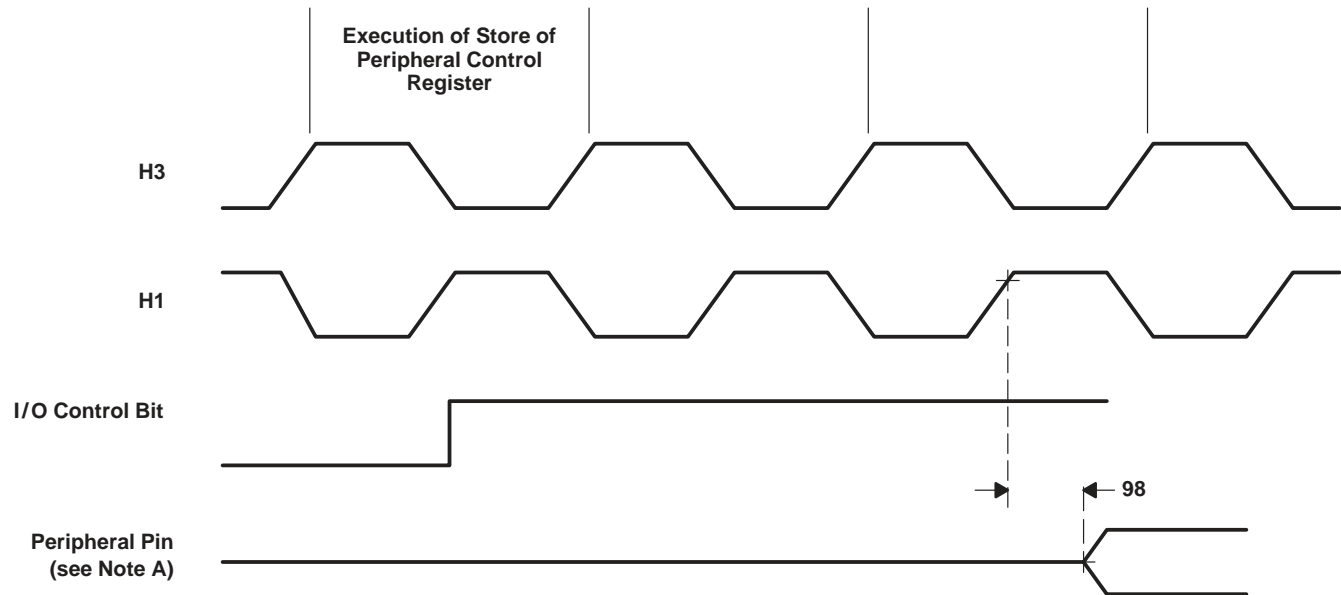 Execution of Store of
Peripheral Control
Register
H3
H1
I/O Control Bit
98
Peripheral Pin
(see Note A)